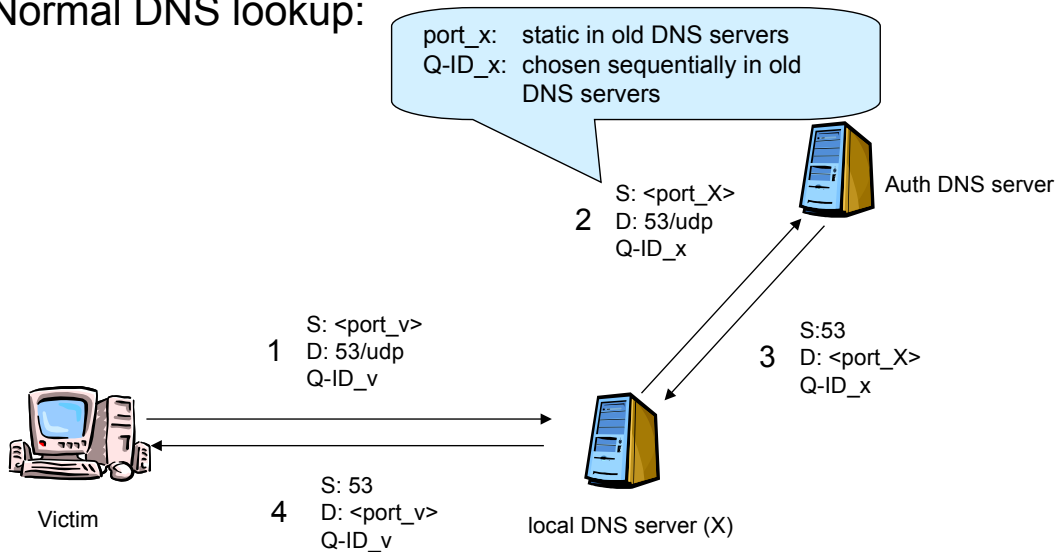 Normal DNS lookup:
port_x: static in old DNS servers
Q-ID_x: chosen sequentially in old
DNS servers
Auth DNS server
2
S: <port_X>
D: 53/udp
Q-ID_x
1
S: <port_v>
D: 53/udp
Q-ID_v
3
S:53
D: <port_X>
Q-ID_x
Victim
4
S: 53
D: <port_v>
Q-ID_v
local DNS server (X)